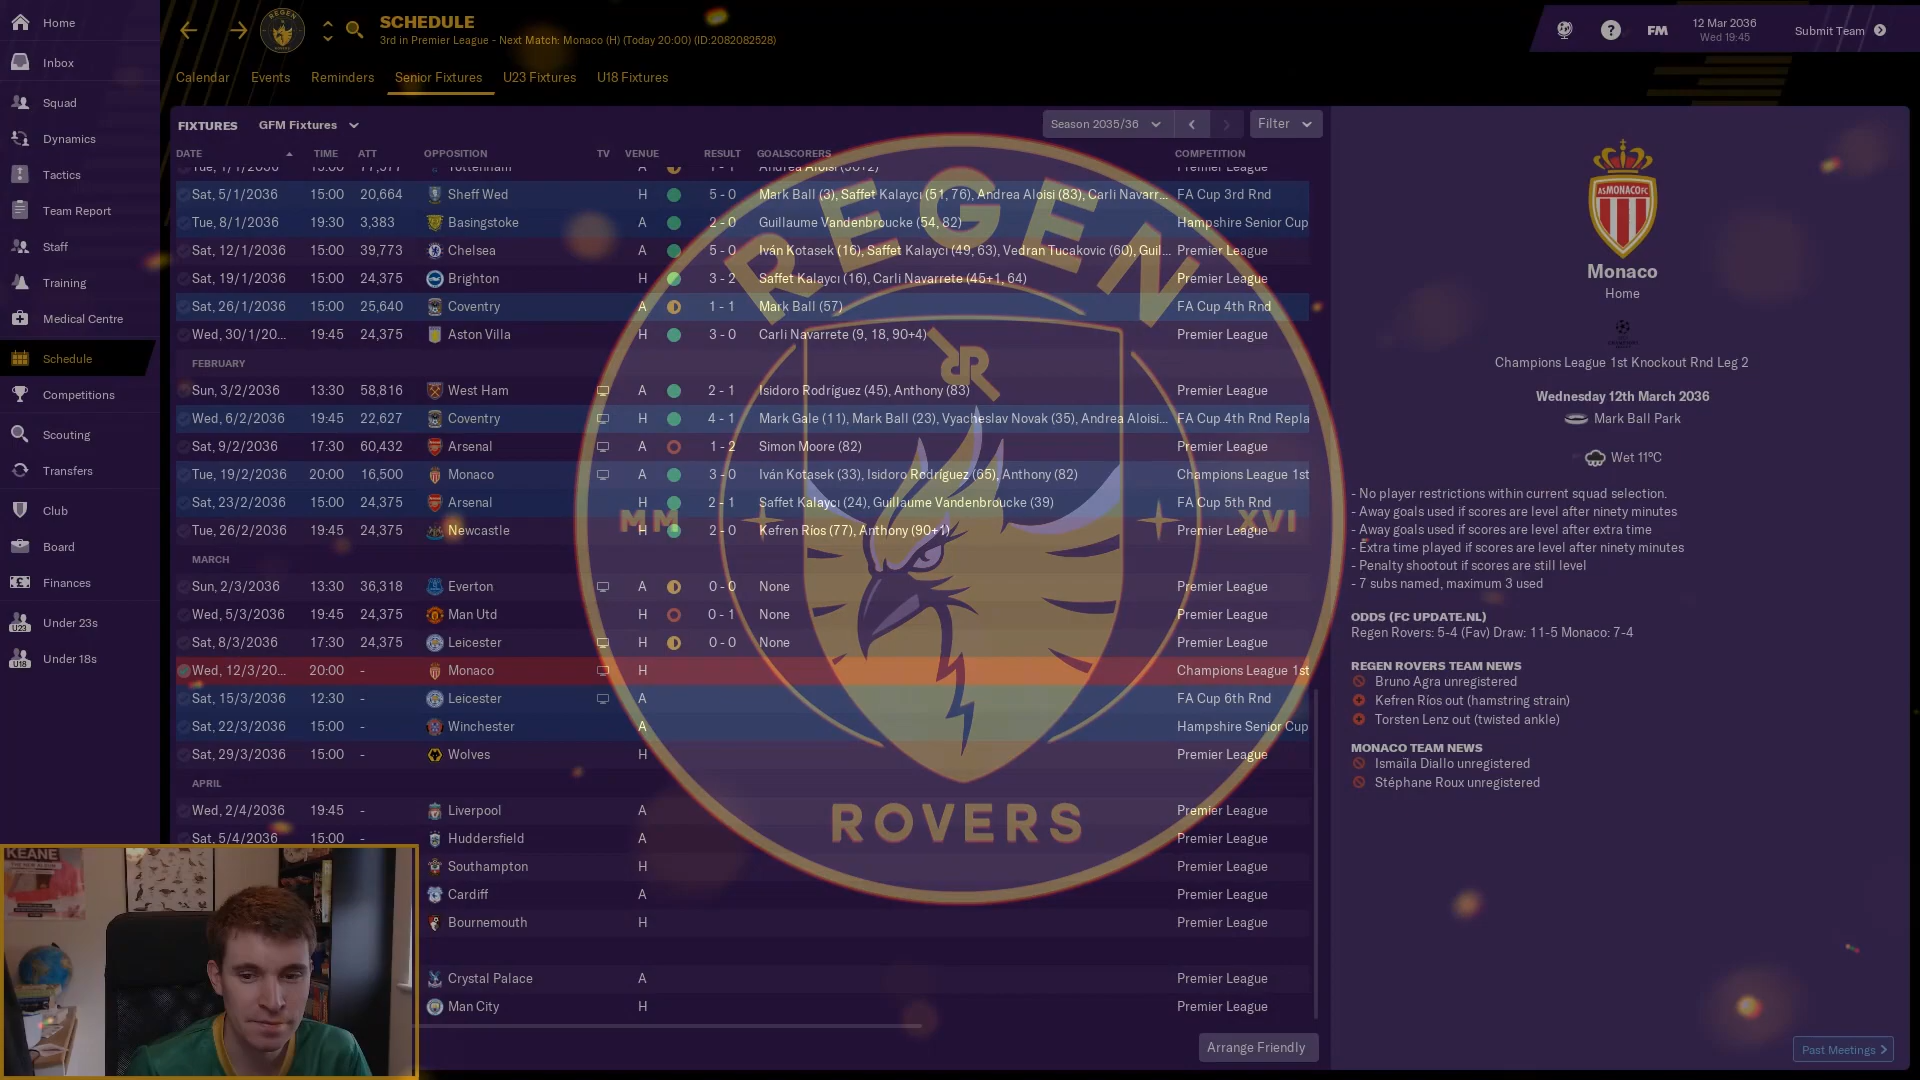 Home
Inbox
Squad
Dynamics
Tactics
Team Report
Staff
Training
Medical Centre
Schedule
Competitions
Scouting
Transfers
Club
Board
Finances
Under 23s
Under 18s
SCHEDULE
3rd in Premier League - Next Match: Monaco (H) (Today 20:00) (ID:2082082528)
FM
12 Mar 2036
Wed 19:45
Submit Team
Calendar Events Reminders Senior Fixtures U23 Fixtures U18 Fixtures
FIXTURES GFM Fixtures Season 2035/36 Filter
DATE TIME ATT OPPOSITION TV VENUE RESULT GOALSCORERS COMPETITION
Sat, 5/1/2036 15:00 20,664 Sheff Wed H 5 - 0 Mark Ball (3), Saffet Kalaycı (51, 76), Andrea Aloisi (83), Carli Navarr... FA Cup 3rd Rnd
Tue, 8/1/2036 19:30 3,383 Basingstoke A 2 - 0 Guillaume Vandenbroucke (54, 82) Hampshire Senior Cup
Sat, 12/1/2036 15:00 39,773 Chelsea A 5 - 0 Iván Kotasek (16), Saffet Kalaycı (49, 63), Vedran Tucakovic (60), Guil... Premier League
Sat, 19/1/2036 15:00 24,375 Brighton H 3 - 2 Saffet Kalaycı (16), Carli Navarrete (45+1, 64) Premier League
Sat, 26/1/2036 15:00 25,640 Coventry A 1 - 1 Mark Ball (57) FA Cup 4th Rnd
Wed, 30/1/20... 19:45 24,375 Aston Villa H 3 - 0 Carli Navarrete (9, 18, 90+4) Premier League
FEBRUARY
Sun, 3/2/2036 13:30 58,816 West Ham A 2 - 1 Isidoro Rodríguez (45), Anthony (83) Premier League
Wed, 6/2/2036 19:45 22,627 Coventry H 4 - 1 Mark Gale (11), Mark Ball (23), Vyacheslav Novak (35), Andrea Aloisi... FA Cup 4th Rnd Repla
Sat, 9/2/2036 17:30 60,432 Arsenal A 1 - 2 Simon Moore (82) Premier League
Tue, 19/2/2036 20:00 16,500 Monaco A 3 - 0 Iván Kotasek (33), Isidoro Rodríguez (65), Anthony (82) Champions League 1st
Sat, 23/2/2036 15:00 24,375 Arsenal H 2 - 1 Saffet Kalaycı (24), Guillaume Vandenbroucke (39) FA Cup 5th Rnd
Tue, 26/2/2036 19:45 24,375 Newcastle H 2 - 0 Kefren Ríos (77), Anthony (90+1) Premier League
MARCH
Sun, 2/3/2036 13:30 36,318 Everton A 0 - 0 None Premier League
Wed, 5/3/2036 19:45 24,375 Man Utd H 0 - 1 None Premier League
Sat, 8/3/2036 17:30 24,375 Leicester H 0 - 0 None Premier League
Wed, 12/3/20... 20:00 - Monaco H Champions League 1st
Sat, 15/3/2036 12:30 - Leicester A FA Cup 6th Rnd
Sat, 22/3/2036 15:00 - Winchester A Hampshire Senior Cup
Sat, 29/3/2036 15:00 - Wolves H Premier League
APRIL
Wed, 2/4/2036 19:45 - Liverpool A Premier League
Sat, 5/4/2036 15:00 - Huddersfield A Premier League
Southampton H Premier League
Cardiff A Premier League
Bournemouth H Premier League
Crystal Palace A Premier League
Man City H Premier League
Arrange Friendly
REGEN
MM XVI
ROVERS
KEANE
AS MONACO FC
Monaco
Home
Champions League 1st Knockout Rnd Leg 2
Wednesday 12th March 2036
Mark Ball Park
Wet 11ºC
- No player restrictions within current squad selection.
- Away goals used if scores are level after ninety minutes
- Away goals used if scores are level after extra time
- Extra time played if scores are level after ninety minutes
- Penalty shootout if scores are still level
- 7 subs named, maximum 3 used
ODDS (FC UPDATE.NL)
Regen Rovers: 5-4 (Fav) Draw: 11-5 Monaco: 7-4
REGEN ROVERS TEAM NEWS
Bruno Agra unregistered
Kefren Ríos out (hamstring strain)
Torsten Lenz out (twisted ankle)
MONACO TEAM NEWS
Ismaïla Diallo unregistered
Stéphane Roux unregistered
Past Meetings